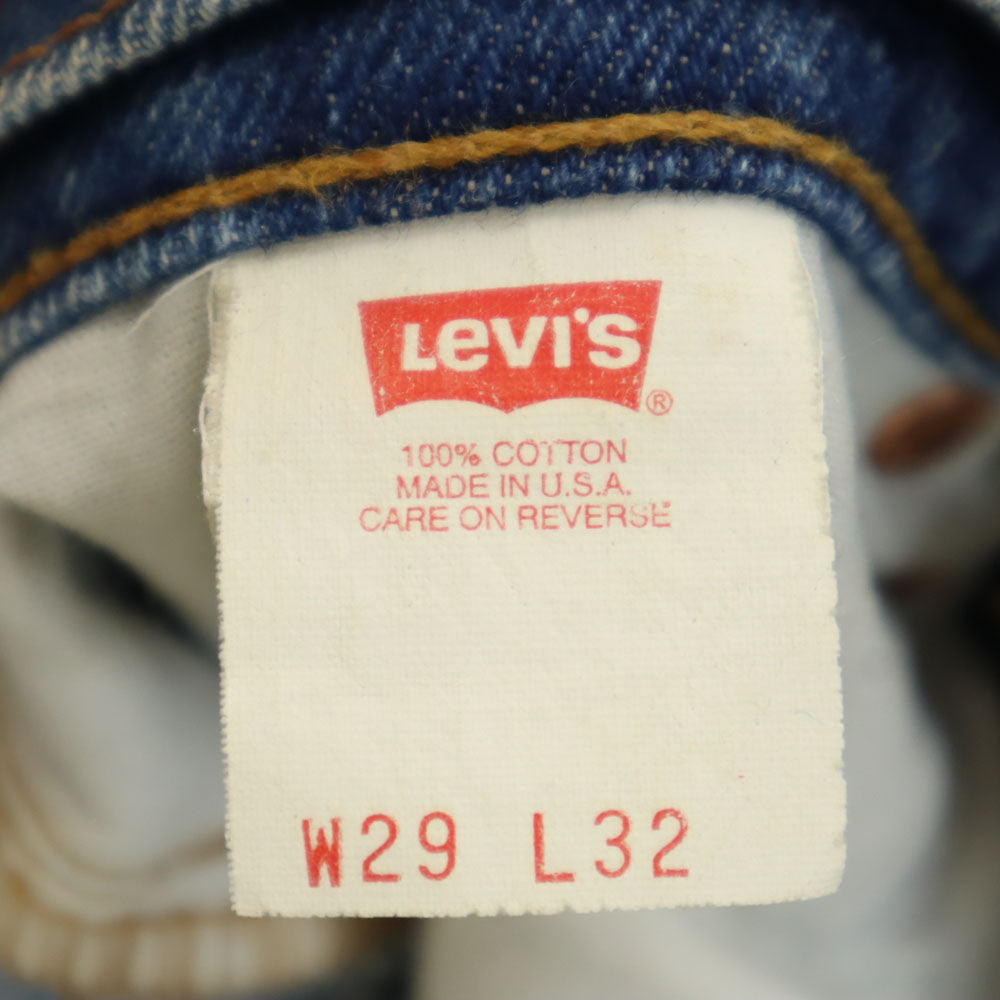 LEVI'S ®
100% COTTON
MADE IN U.S.A.
CARE ON REVERSE
W29 L32